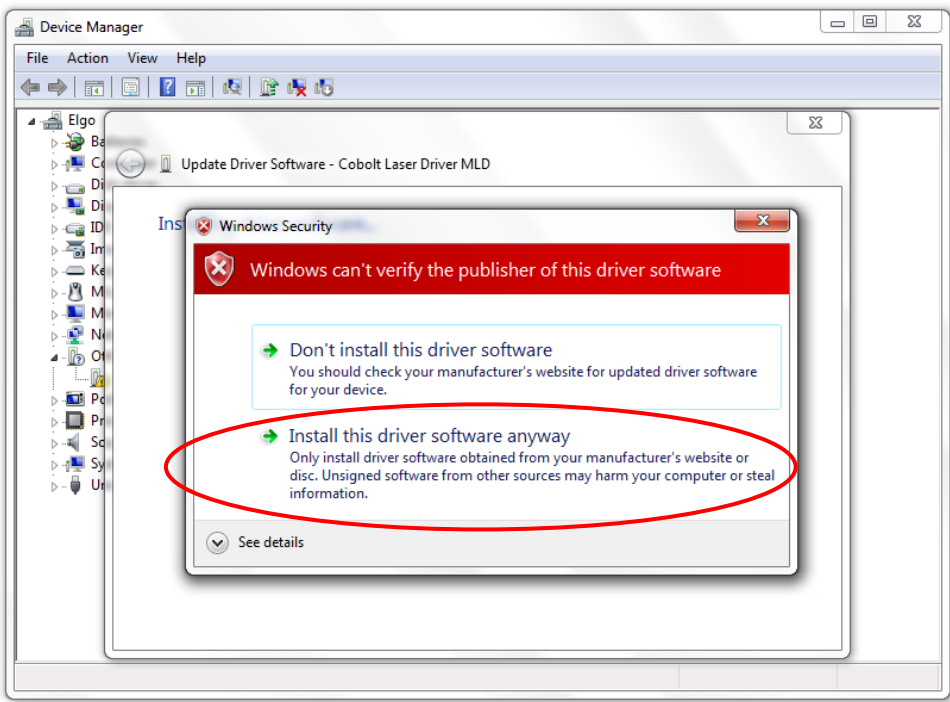 Device Manager
File Action View Help
Elgo
Update Driver Software - Cobolt Laser Driver MLD
Windows Security
Windows can't verify the publisher of this driver software
Don't install this driver software
You should check your manufacturer's website for updated driver software
for your device.
Install this driver software anyway
Only install driver software obtained from your manufacturer's website or
disc. Unsigned software from other sources may harm your computer or steal
information.
See details